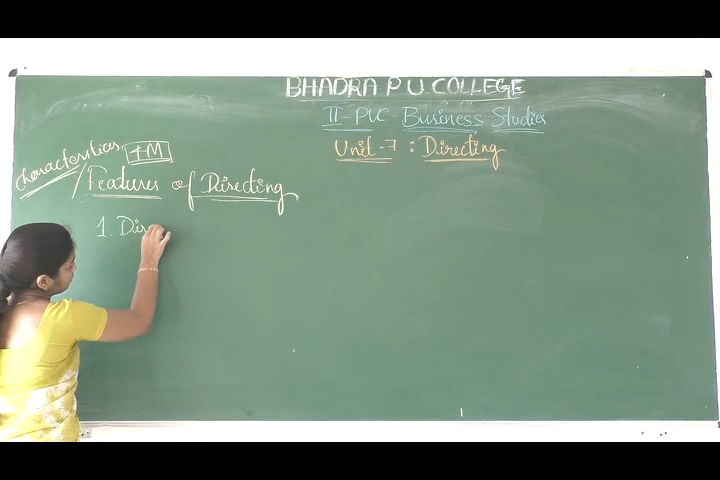 BHADRA P U COLLEGE
II-PUC Business Studies
Unit-7 : Directing
Characteristics 4M
/Features of Directing
1. Dir